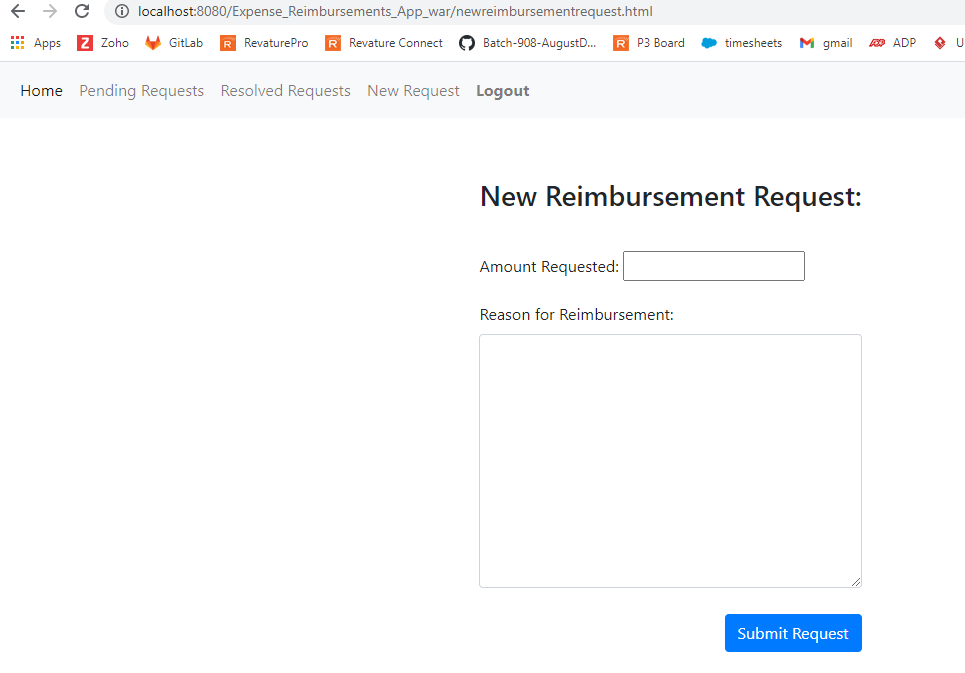 localhost:8080/Expense_Reimbursements_App_war/newreimbursementrequest.html
Apps Z Zoho GitLab R RevaturePro R Revature Connect Batch-908-AugustD... R P3 Board timesheets gmail ADP U
Home Pending Requests Resolved Requests New Request Logout
New Reimbursement Request:
Amount Requested:
Reason for Reimbursement:
Submit Request